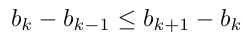 $b_k - b_{k-1} \leq b_{k+1} - b_k$